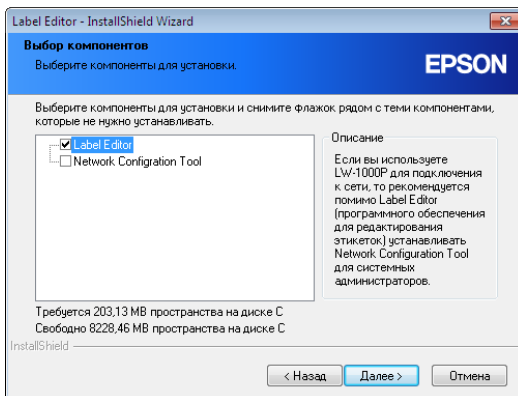 Label Editor - InstallShield Wizard
Выбор компонентов
Выберите компоненты для установки.
EPSON
Выберите компоненты для установки и снимите флажок рядом с теми компонентами,
которые не нужно устанавливать.
Label Editor
Network Configration Tool
Описание
Если вы используете
LW-1000P для подключения
к сети, то рекомендуется
помимо Label Editor
(программного обеспечения
для редактирования
этикеток) устанавливать
Network Configuration Tool
для системных
администраторов.
Требуется 203,13 MB пространства на диске C
Свободно 8228,46 MB пространства на диске C
InstallShield
< Назад
Далее >
Отмена